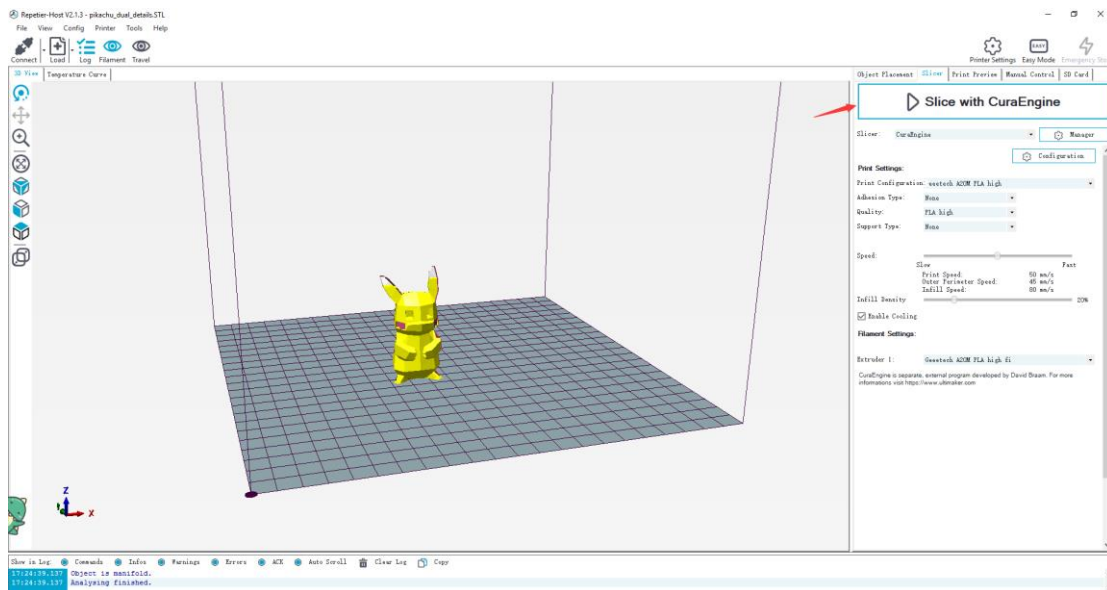 Repetier-Host V2.1.3 - pikachu_dual_details.STL
File View Config Printer Tools Help
Connect Load Log Filament Travel
Printer Settings Easy Mode Emergency Sto
EASY
3D View Temperature Curve
Object Placement Slicer Print Preview Manual Control SD Card
Slice with CuraEngine
Slicer: CuraEngine Manager
Configuration
Print Settings:
Print Configuration: eeetech A20M PLA high
Adhesion Type: None
Quality: PLA high
Support Type: None
Speed:
Slow Fast
Print Speed: 50 mm/s
Outer Perimeter Speed: 45 mm/s
Infill Speed: 80 mm/s
Infill Density 20%
Enable Cooling
Filament Settings:
Extruder 1: Geeetech A20M PLA high fi
CuraEngine is separate, external program developed by David Braam. For more
informations visit https://www.ultimaker.com
Z
X
Show in Log: Commands Infos Warnings Errors ACK Auto Scroll Clear Log Copy
17:24:39.137 Object is manifold.
17:24:39.137 Analysing finished.